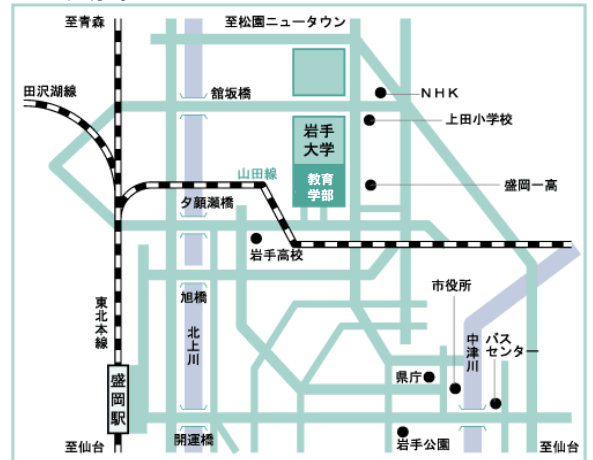 至青森
至松園ニュータウン
田沢湖線
舘坂橋
NHK
上田小学校
岩手
大学
教育
学部
山田線
盛岡一高
夕顔瀬橋
岩手高校
市役所
旭橋
東北本線
北上川
中津川
バス
センター
県庁
盛岡駅
開運橋
岩手公園
至仙台
至仙台